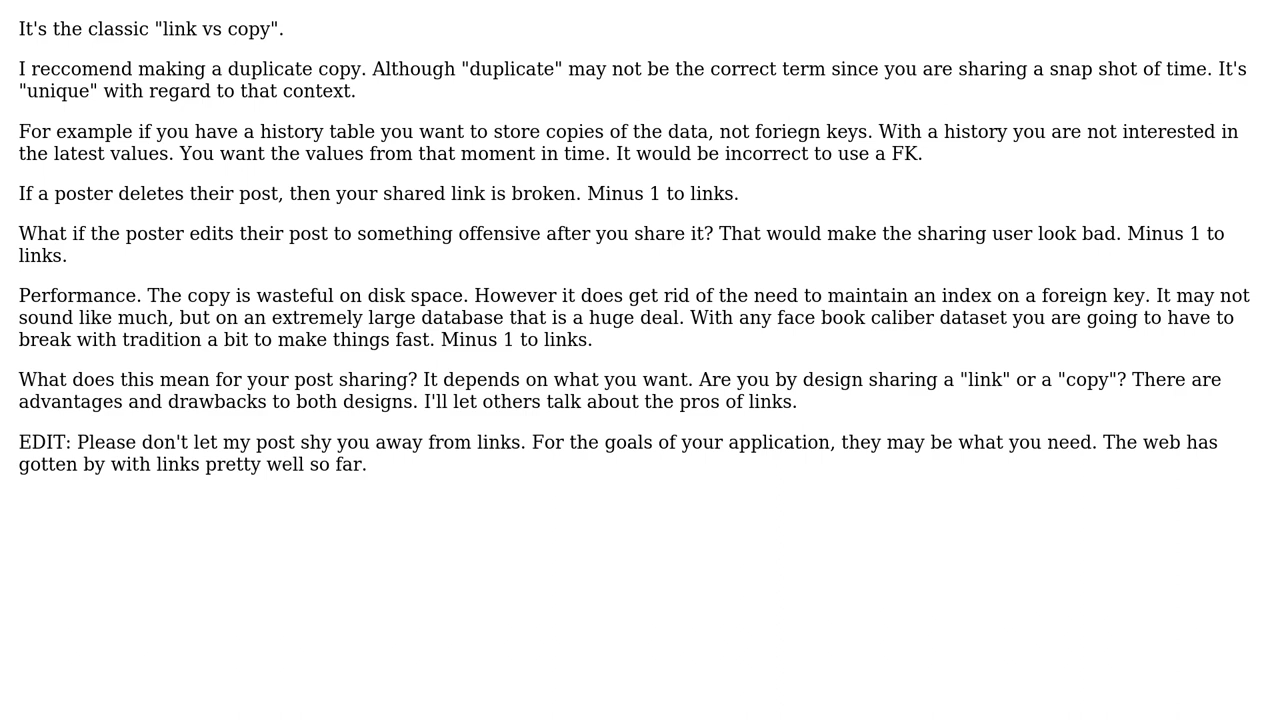 It's the classic "link vs copy".
I reccomend making a duplicate copy. Although "duplicate" may not be the correct term since you are sharing a snap shot of time. It's
"unique" with regard to that context.
For example if you have a history table you want to store copies of the data, not foriegn keys. With a history you are not interested in
the latest values. You want the values from that moment in time. It would be incorrect to use a FK.
If a poster deletes their post, then your shared link is broken. Minus 1 to links.
What if the poster edits their post to something offensive after you share it? That would make the sharing user look bad. Minus 1 to
links.
Performance. The copy is wasteful on disk space. However it does get rid of the need to maintain an index on a foreign key. It may not
sound like much, but on an extremely large database that is a huge deal. With any face book caliber dataset you are going to have to
break with tradition a bit to make things fast. Minus 1 to links.
What does this mean for your post sharing? It depends on what you want. Are you by design sharing a "link" or a "copy"? There are
advantages and drawbacks to both designs. I'll let others talk about the pros of links.
EDIT: Please don't let my post shy you away from links. For the goals of your application, they may be what you need. The web has
gotten by with links pretty well so far.